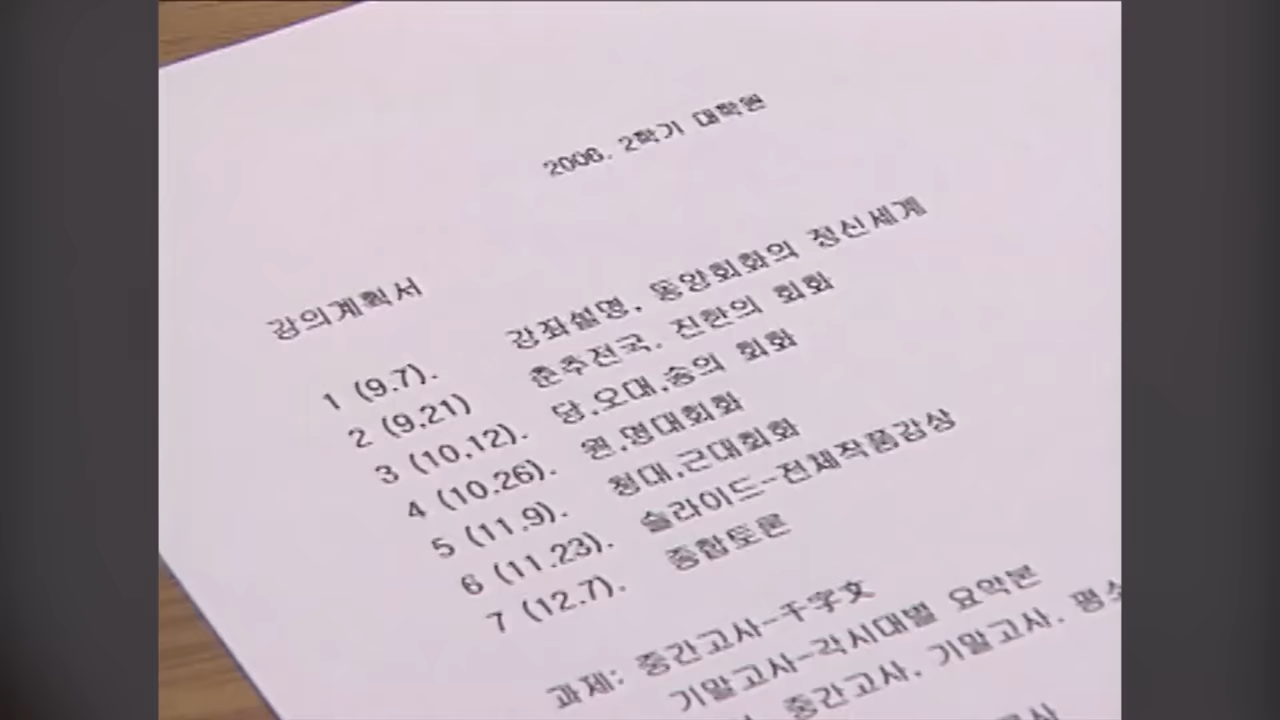 2006. 2학기 대학원
강의계획서
1 (9.7). 강좌설명, 동양회화의 정신세계
2 (9.21) 춘추전국, 진한의 회화
3 (10.12). 당,오대,송의 회화
4 (10.26). 원,명대회화
5 (11.9). 청대,근대회화
6 (11.23). 슬라이드-전체작품감상
7 (12.7). 종합토론
과제: 중간고사-千字文
기말고사-각시대별 요약본
중간고사, 기말고사,